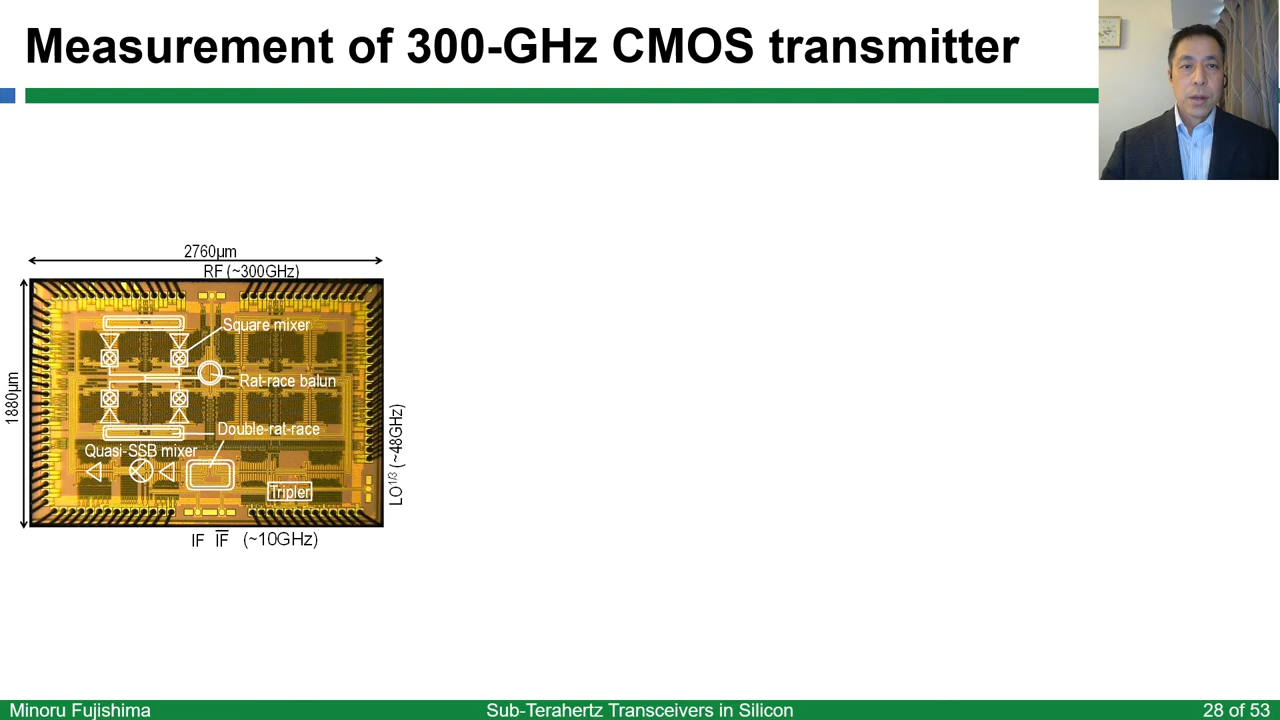 Measurement of 300-GHz CMOS transmitter
2760µm
RF (~300GHz)
1880µm
Square mixer
Rat-race balun
Double-rat-race
Quasi-SSB mixer
Tripler
LO1/3 (~48GHz)
IF IF (~10GHz)
Minoru Fujishima
Sub-Terahertz Transceivers in Silicon
28 of 53